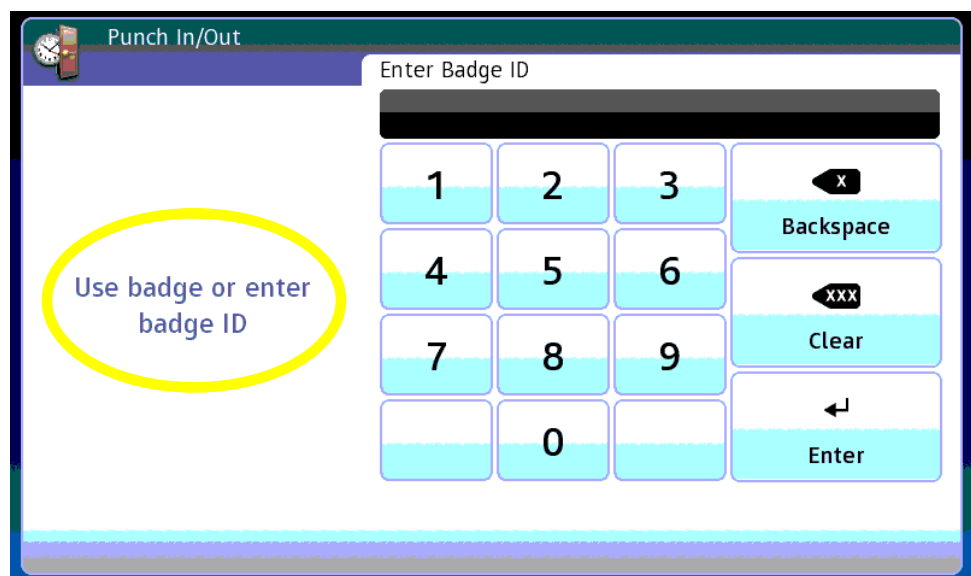 Punch In/Out
Enter Badge ID
Use badge or enter
badge ID
1 2 3
X
Backspace
4 5 6
XXX
Clear
7 8 9
0
Enter